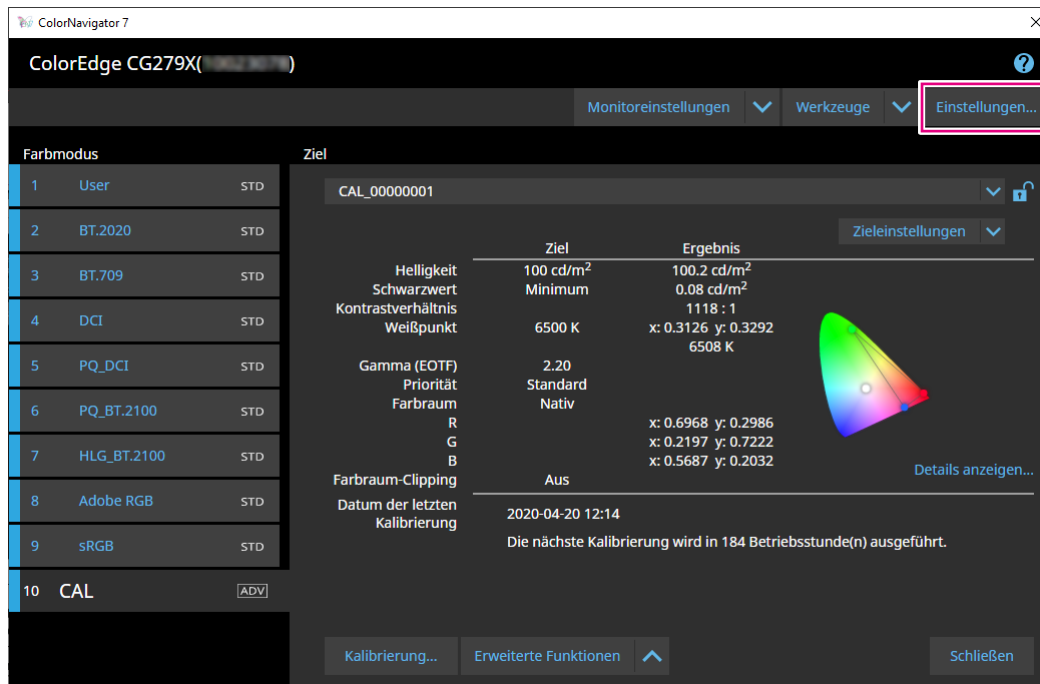 ColorNavigator 7
ColorEdge CG279X( )
Monitoreinstellungen Werkzeuge Einstellungen...
Farbmodus Ziel
1 User STD
CAL_00000001
2 BT.2020 STD
Zieleinstellungen
Ziel Ergebnis
3 BT.709 STD
Helligkeit 100 cd/m² 100.2 cd/m²
Schwarzwert Minimum 0.08 cd/m²
Kontrastverhältnis 1118 : 1
4 DCI STD
Weißpunkt 6500 K x: 0.3126 y: 0.3292
6508 K
5 PQ_DCI STD
Gamma (EOTF) 2.20
Priorität Standard
Farbraum Nativ
6 PQ_BT.2100 STD
R x: 0.6968 y: 0.2986
G x: 0.2197 y: 0.7222
7 HLG_BT.2100 STD
B x: 0.5687 y: 0.2032
Details anzeigen...
Farbraum-Clipping Aus
8 Adobe RGB STD
Datum der letzten
Kalibrierung
2020-04-20 12:14
9 sRGB STD
Die nächste Kalibrierung wird in 184 Betriebsstunde(n) ausgeführt.
10 CAL ADV
Kalibrierung... Erweiterte Funktionen Schließen